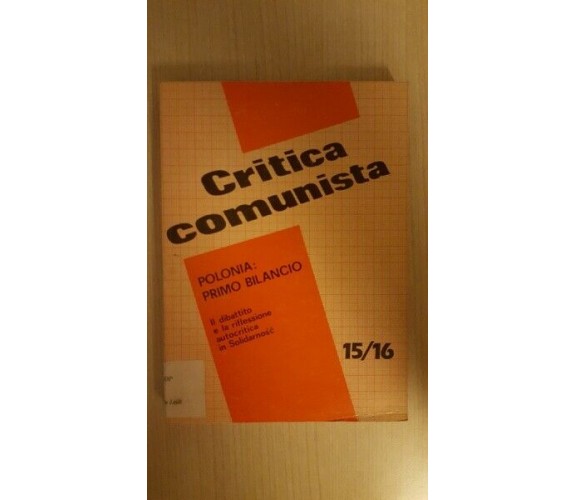 Critica
comunista
POLONIA:
PRIMO BILANCIO
Il dibattito
e la riflessione
autocritica
in Solidarność
15/16